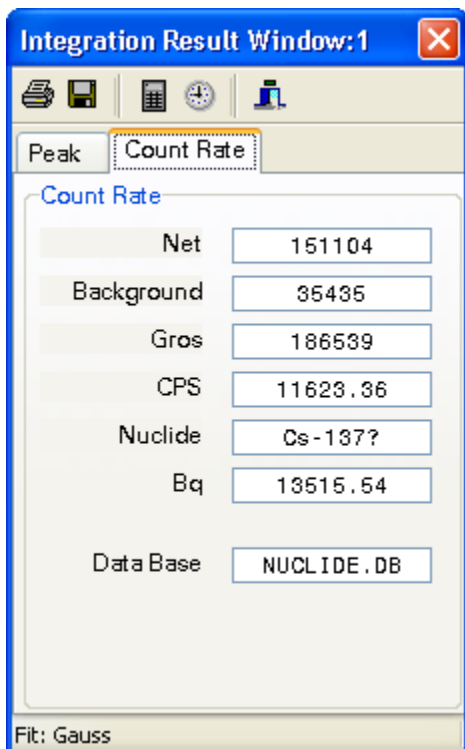 Integration Result Window:1
Peak
Count Rate
Count Rate
Net 151104
Background 35435
Gros 186539
CPS 11623.36
Nuclide Cs-137?
Bq 13515.54
Data Base NUCLIDE.DB
Fit: Gauss